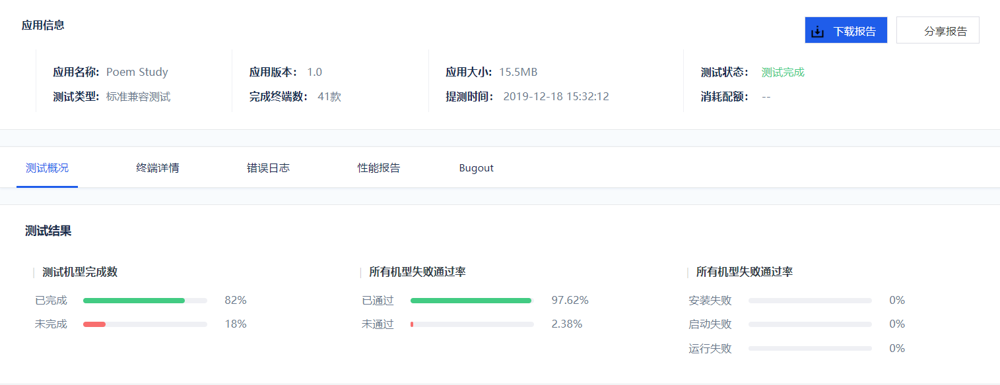 应用信息
下载报告
分享报告
应用名称: Poem Study
应用版本: 1.0
应用大小: 15.5MB
测试状态: 测试完成
测试类型: 标准兼容测试
完成终端数: 41款
提测时间: 2019-12-18 15:32:12
消耗配额: --
测试概况
终端详情
错误日志
性能报告
Bugout
测试结果
测试机型完成数
已完成 82%
未完成 18%
所有机型失败通过率
已通过 97.62%
未通过 2.38%
所有机型失败通过率
安装失败 0%
启动失败 0%
运行失败 0%